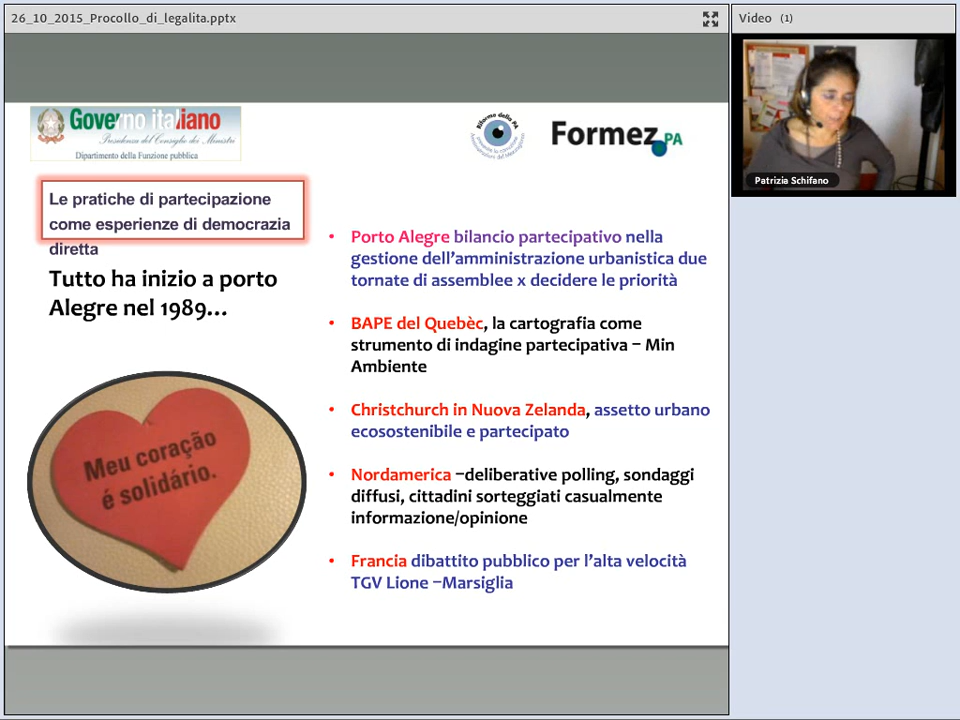 26_10_2015_Procollo_di_legalita.pptx
Video (1)
Patrizia Schifano
Governo italiano
Presidenza del Consiglio dei Ministri
Dipartimento della Funzione pubblica
Riforma della PA
Formez PA
Le pratiche di partecipazione
come esperienze di democrazia
diretta
Tutto ha inizio a porto
Alegre nel 1989…
Meu coração
é solidário.
• Porto Alegre bilancio partecipativo nella
gestione dell'amministrazione urbanistica due
tornate di assemblee x decidere le priorità
• BAPE del Quebèc, la cartografia come
strumento di indagine partecipativa – Min
Ambiente
• Christchurch in Nuova Zelanda, assetto urbano
ecosostenibile e partecipato
• Nordamerica –deliberative polling, sondaggi
diffusi, cittadini sorteggiati casualmente
informazione/opinione
• Francia dibattito pubblico per l'alta velocità
TGV Lione –Marsiglia